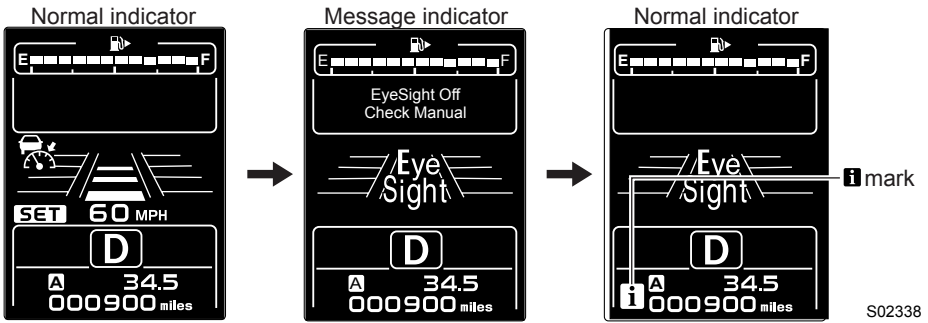 Normal indicator
E F
SET 60 MPH
D
A 34.5
000900 miles
Message indicator
E F
EyeSight Off
Check Manual
Eye
Sight
D
A 34.5
000900 miles
Normal indicator
E F
Eye
Sight
D
A 34.5
i 000900 miles
i mark
S02338